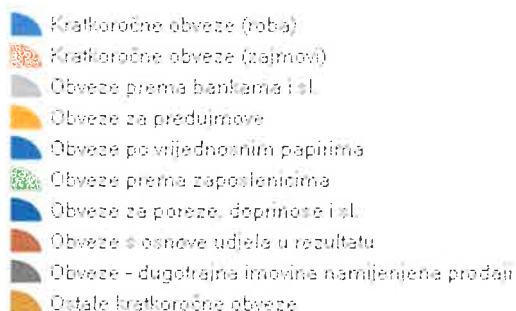 Kratkoročne obveze (roba)
Kratkoročne obveze (zajmovi)
Obveze prema bankama i sl.
Obveze za predujmove
Obveze po vrijednosnim papirima
Obveze prema zaposlenicima
Obveze za poreze, doprinose i sl.
Obveze s osnove udjela u rezultatu
Obveze - dugotrajna imovina namijenjena prodaji
Ostale kratkoročne obveze